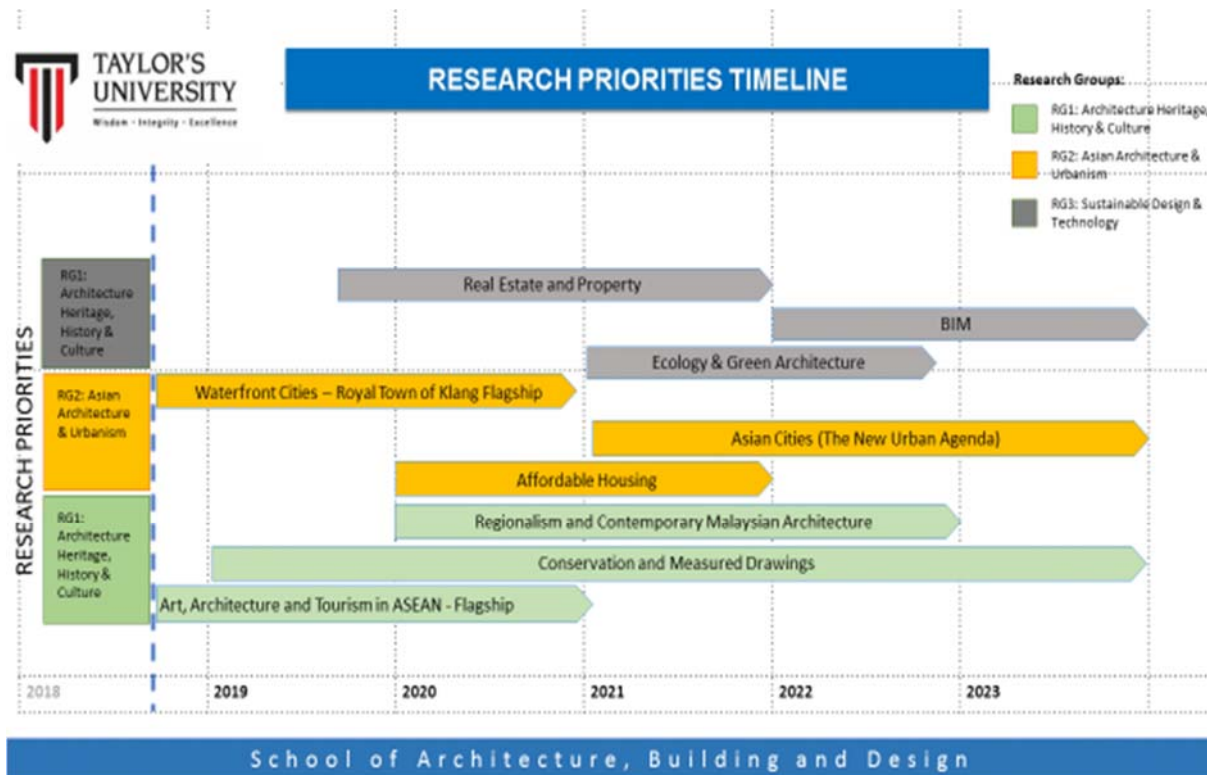 TAYLOR'S
UNIVERSITY
Wisdom · Integrity · Excellence
RESEARCH PRIORITIES TIMELINE
Research Groups:
RG1: Architecture Heritage,
History & Culture
RG2: Asian Architecture &
Urbanism
RG3: Sustainable Design &
Technology
RESEARCH PRIORITIES
RG1:
Architecture
Heritage,
History &
Culture
Real Estate and Property
BIM
Ecology & Green Architecture
RG2: Asian
Architecture
& Urbanism
Waterfront Cities – Royal Town of Klang Flagship
Asian Cities (The New Urban Agenda)
Affordable Housing
RG1:
Architecture
Heritage,
History &
Culture
Regionalism and Contemporary Malaysian Architecture
Conservation and Measured Drawings
Art, Architecture and Tourism in ASEAN - Flagship
2018
2019
2020
2021
2022
2023
School of Architecture, Building and Design